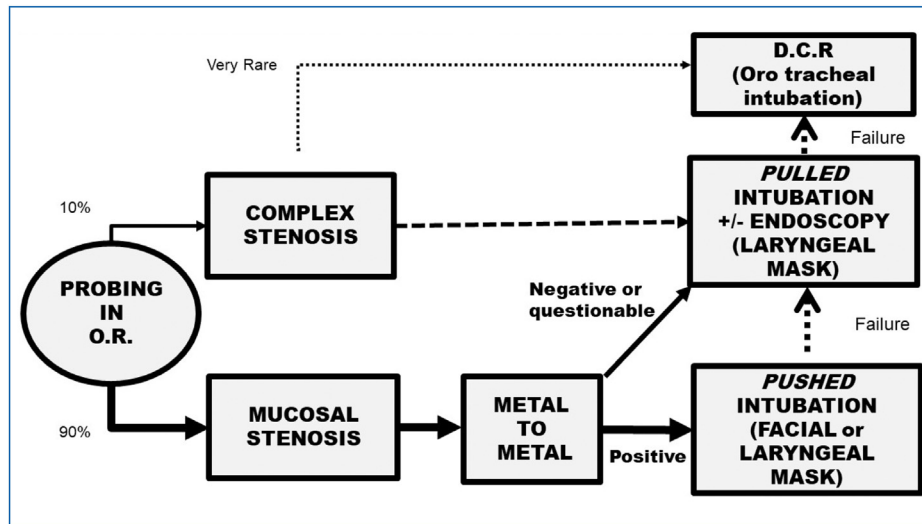 Very Rare
D.C.R
(Oro tracheal
intubation)
Failure
10%
COMPLEX
STENOSIS
PULLED
INTUBATION
+/- ENDOSCOPY
(LARYNGEAL
MASK)
PROBING
IN
O.R.
Negative or
questionable
Failure
90%
MUCOSAL
STENOSIS
METAL
TO
METAL
Positive
PUSHED
INTUBATION
(FACIAL or
LARYNGEAL
MASK)